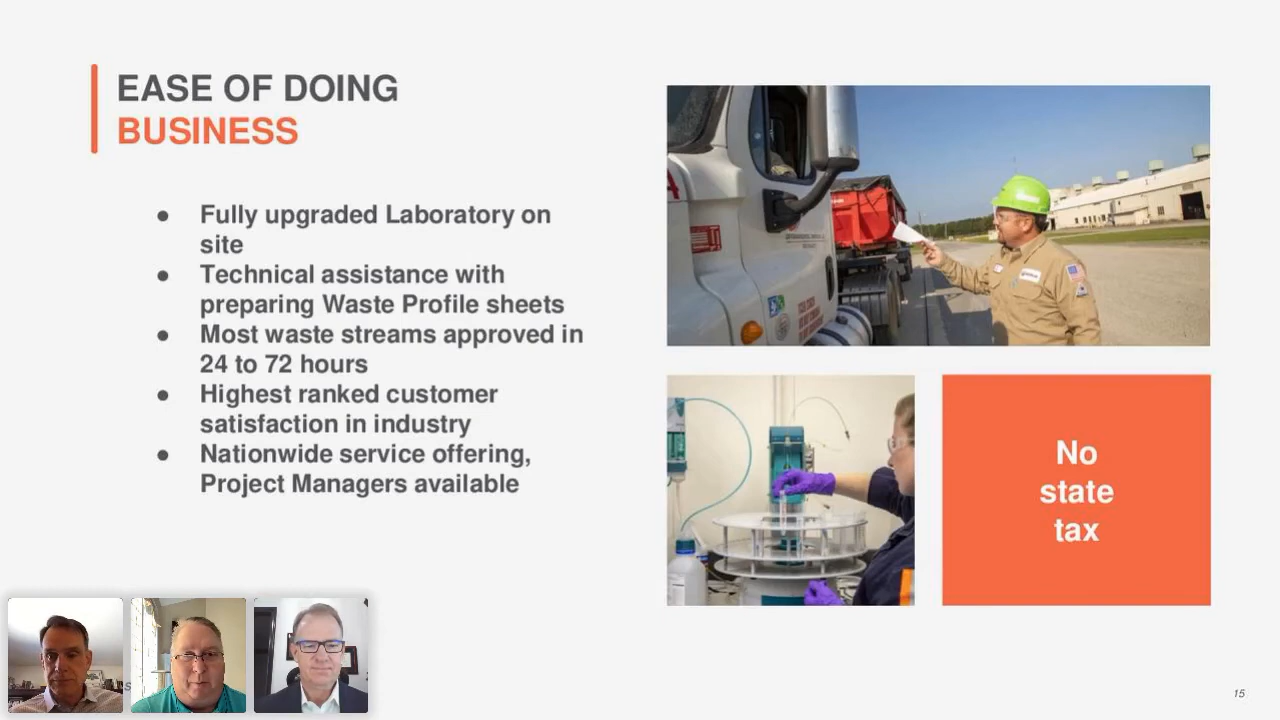 EASE OF DOING
BUSINESS
● Fully upgraded Laboratory on
site
● Technical assistance with
preparing Waste Profile sheets
● Most waste streams approved in
24 to 72 hours
● Highest ranked customer
satisfaction in industry
● Nationwide service offering,
Project Managers available
No
state
tax
15